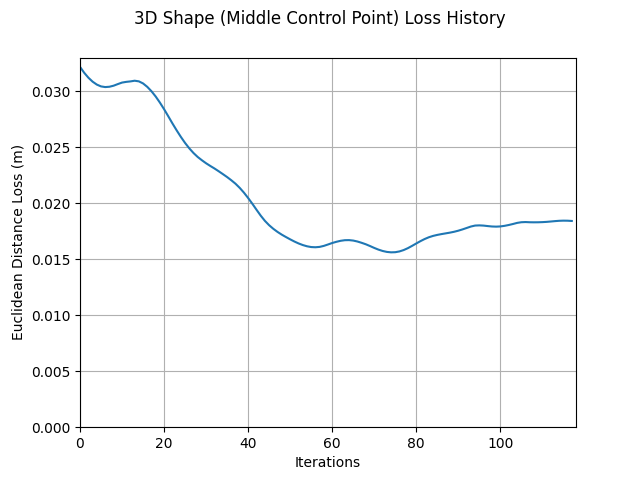 3D Shape (Middle Control Point) Loss History
Euclidean Distance Loss (m)
0.030
0.025
0.020
0.015
0.010
0.005
0.000
0 20 40 60 80 100
Iterations